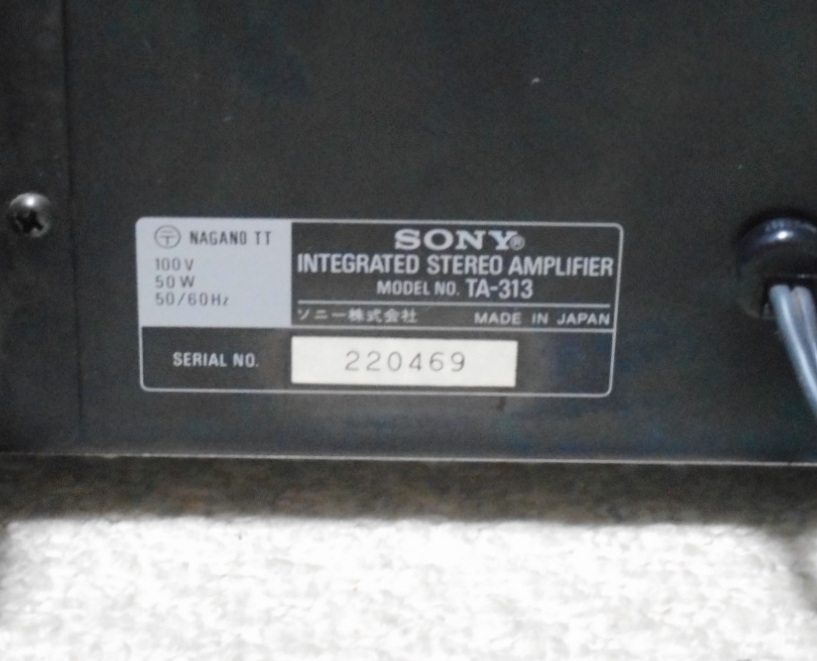 〒 NAGANO TT
100V
50W
50/60Hz
SONY®
INTEGRATED STEREO AMPLIFIER
MODEL NO. TA-313
ソニー株式会社 MADE IN JAPAN
SERIAL NO. 220469